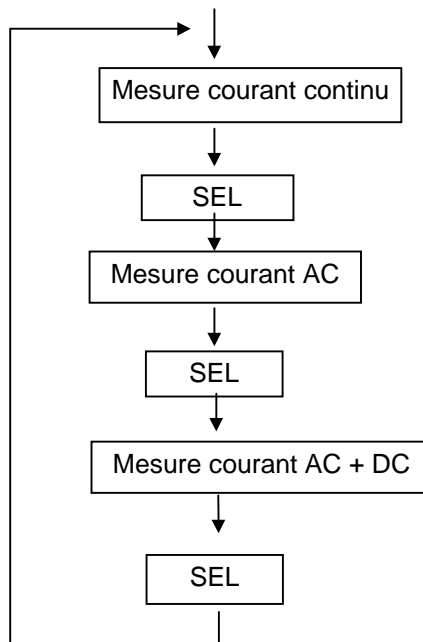 Mesure courant continu
SEL
Mesure courant AC
SEL
Mesure courant AC + DC
SEL